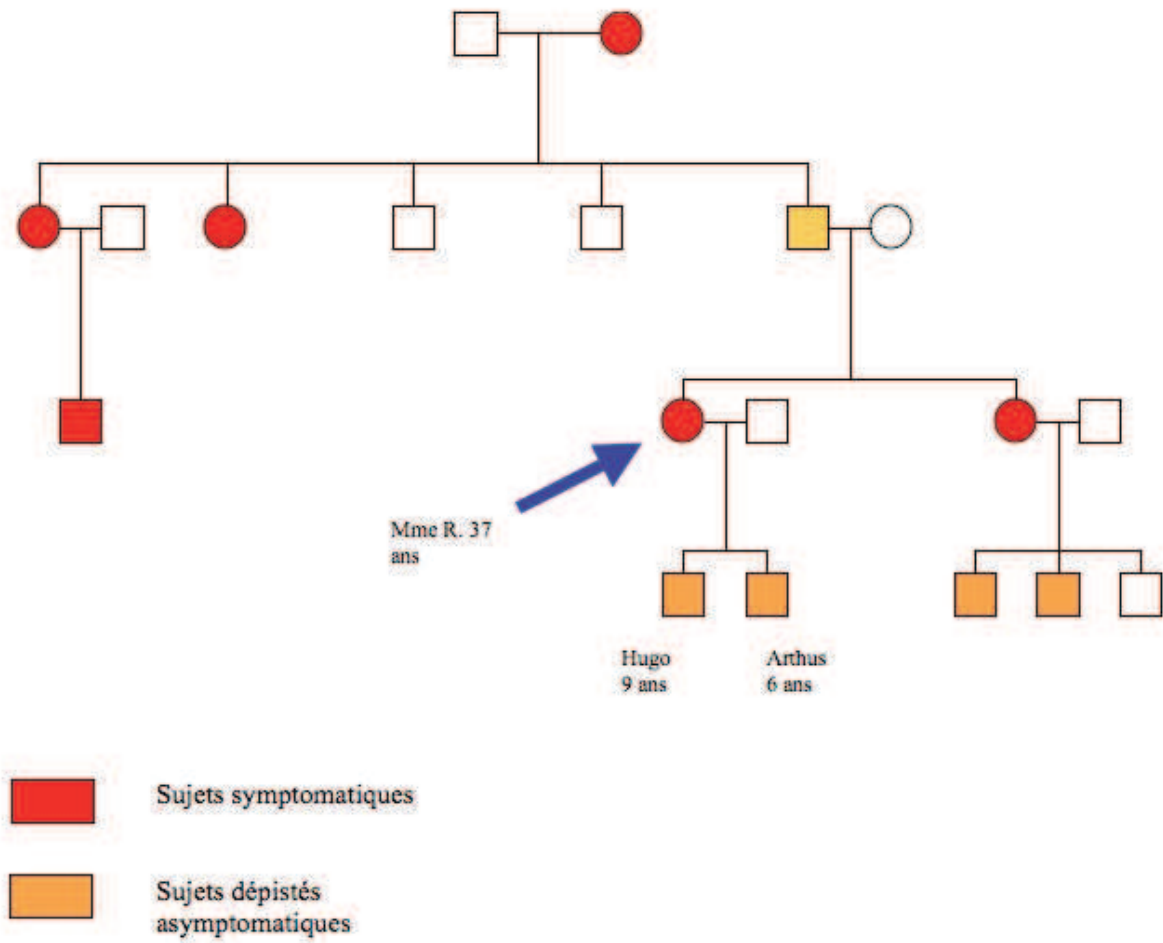 Mme R. 37
ans
Hugo
9 ans
Arthus
6 ans
Sujets symptomatiques
Sujets dépistés
asymptomatiques